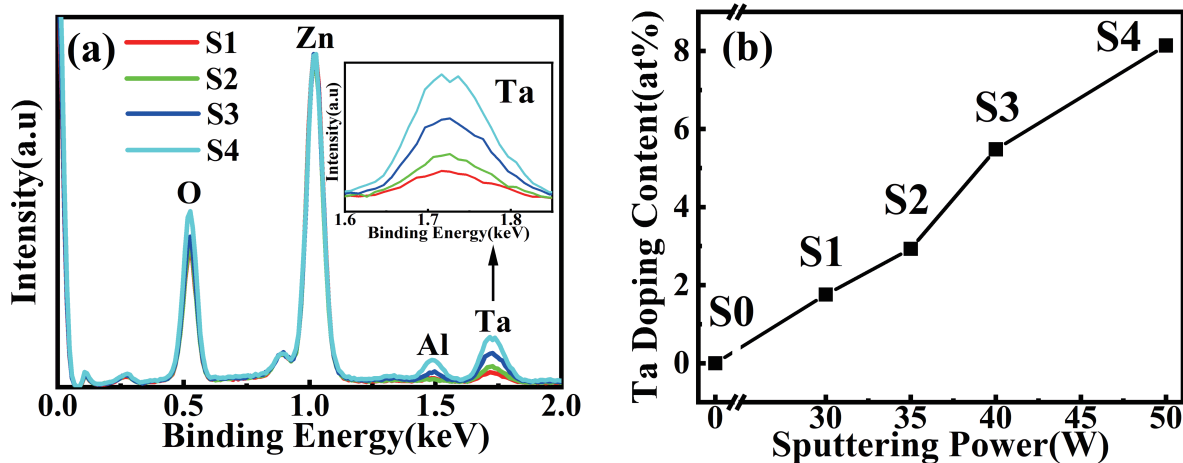 (a)
S1
S2
S3
S4
O
Zn
Al
Ta
Intensity(a.u)
0.0 0.5 1.0 1.5 2.0
Binding Energy(keV)
Ta
Intensity(a.u)
1.6 1.7 1.8
Binding Energy(keV)
(b)
Ta Doping Content(at%)
8
6
4
2
0
S0
S1
S2
S3
S4
0 30 35 40 45 50
Sputtering Power(W)